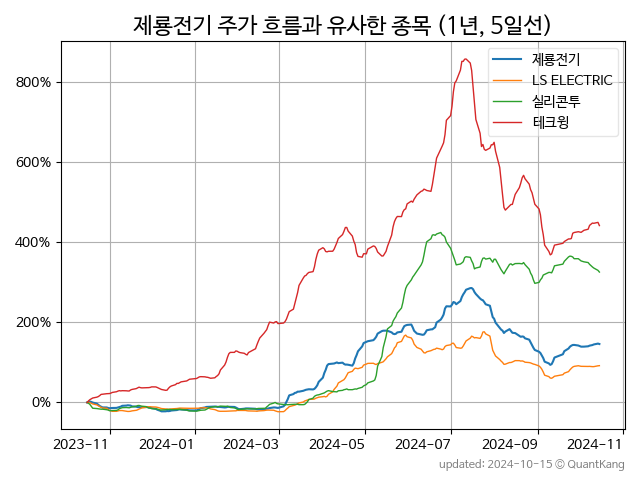 제룡전기 주가 흐름과 유사한 종목 (1년, 5일선)
제룡전기
LS ELECTRIC
실리콘투
테크윙
800%
600%
400%
200%
0%
2023-11 2024-01 2024-03 2024-05 2024-07 2024-09 2024-11
updated: 2024-10-15 © QuantKang